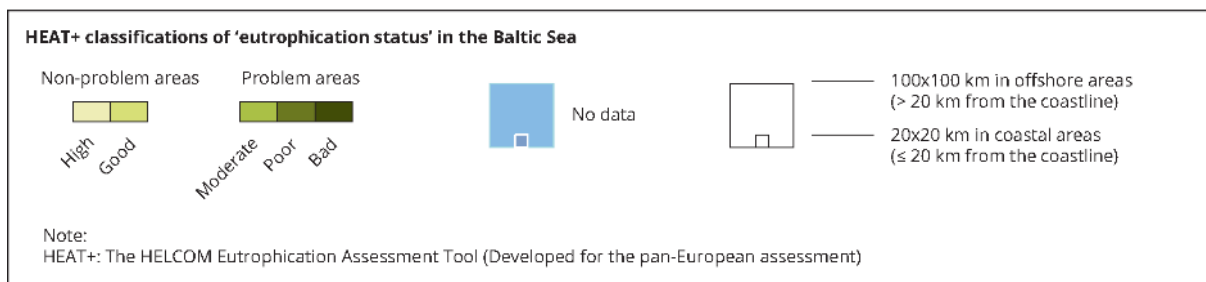 HEAT+ classifications of ‘eutrophication status’ in the Baltic Sea
Non-problem areas
Problem areas
High
Good
Moderate
Poor
Bad
No data
100x100 km in offshore areas
(> 20 km from the coastline)
20x20 km in coastal areas
(≤ 20 km from the coastline)
Note:
HEAT+: The HELCOM Eutrophication Assessment Tool (Developed for the pan-European assessment)